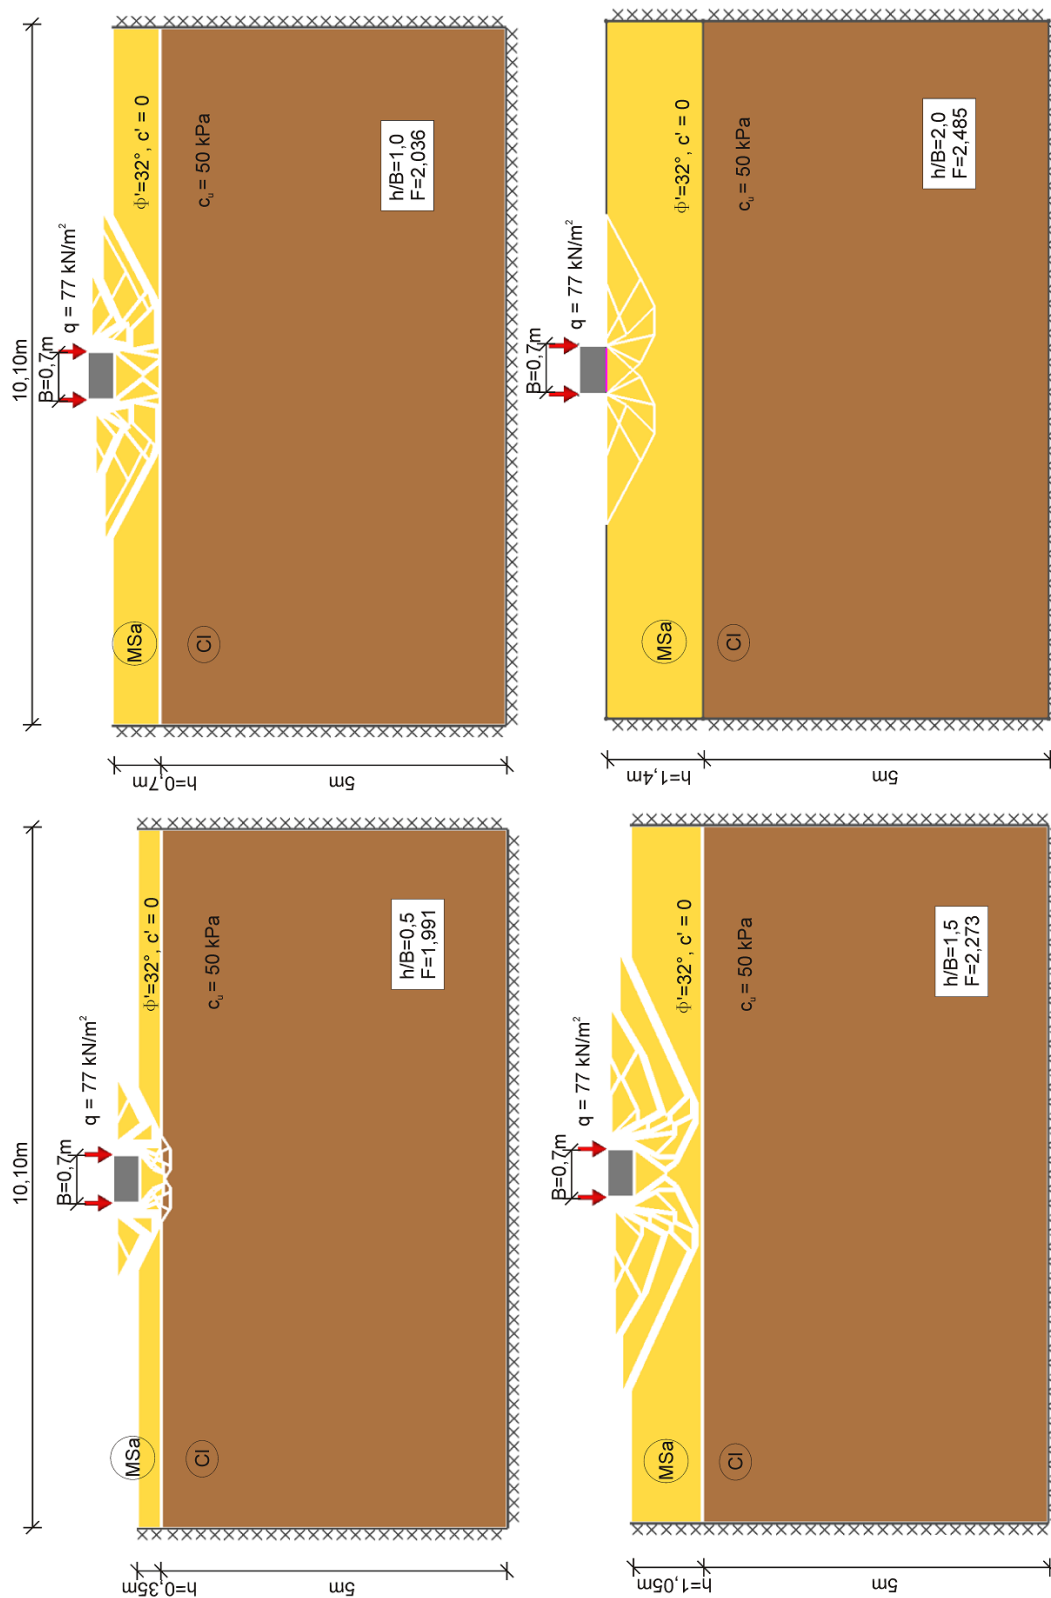 10,10m
B=0,7m
q = 77 kN/m²
ϕ'=32°, c' = 0
MSa
cᵤ = 50 kPa
Cl
h/B=0,5
F=1,991
h=0,35m
5m
10,10m
B=0,7m
q = 77 kN/m²
ϕ'=32°, c' = 0
MSa
cᵤ = 50 kPa
Cl
h/B=1,0
F=2,036
h=0,7m
5m
B=0,7m
q = 77 kN/m²
ϕ'=32°, c' = 0
MSa
cᵤ = 50 kPa
Cl
h/B=1,5
F=2,273
h=1,05m
5m
B=0,7m
q = 77 kN/m²
ϕ'=32°, c' = 0
MSa
cᵤ = 50 kPa
Cl
h/B=2,0
F=2,485
h=1,4m
5m